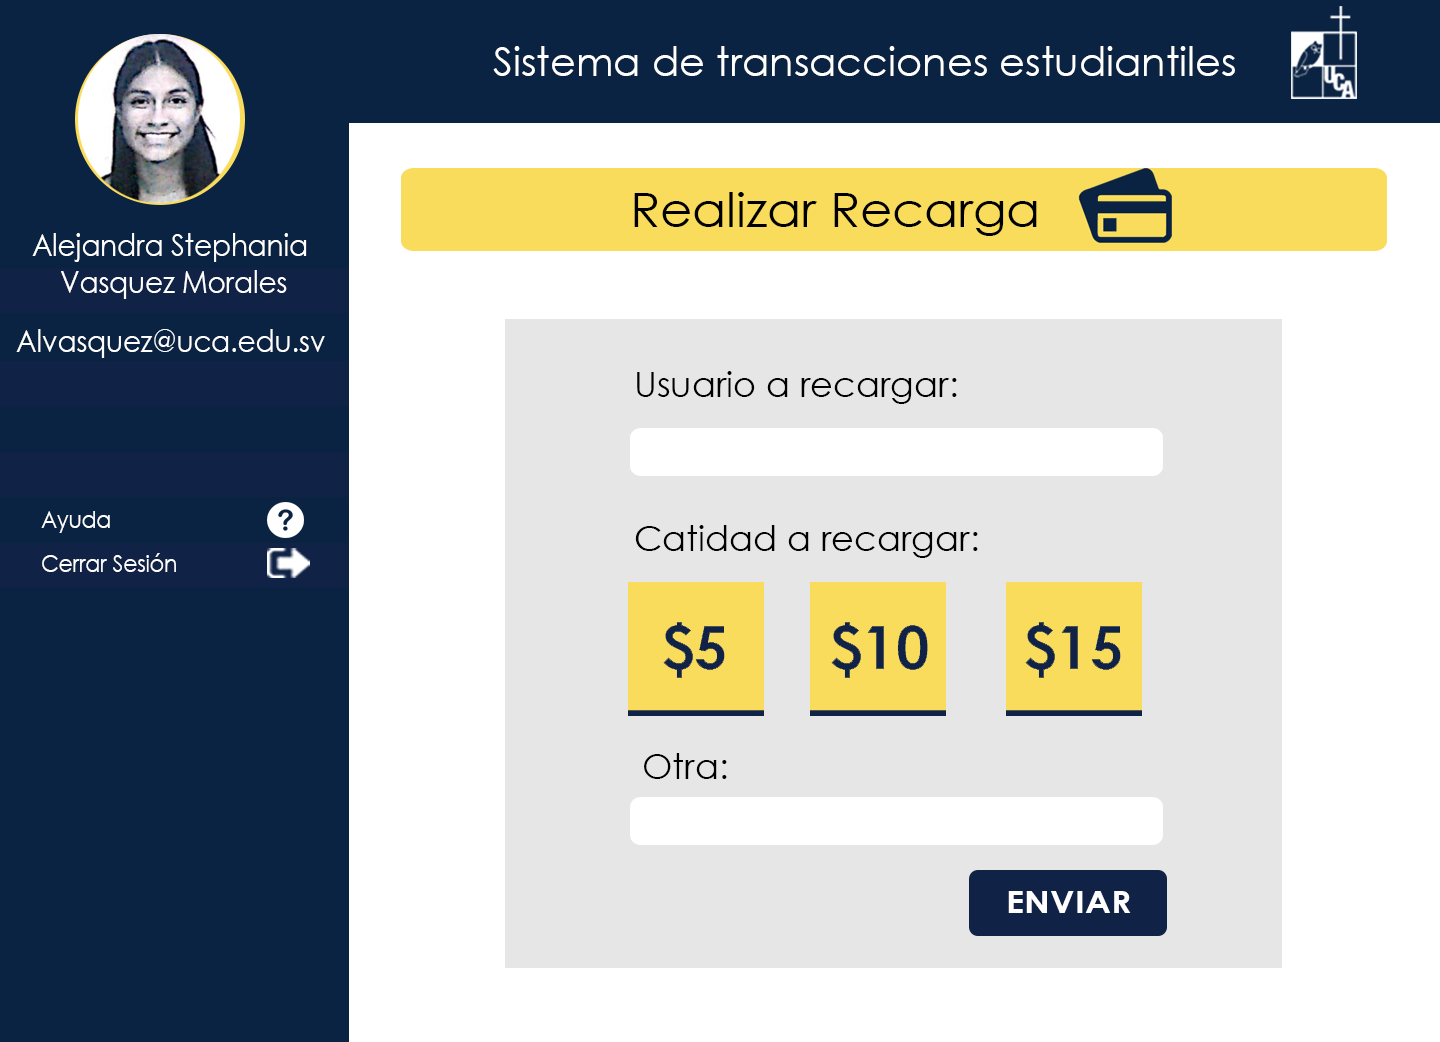 Sistema de transacciones estudiantiles
UCA
Alejandra Stephania
Vasquez Morales
Alvasquez@uca.edu.sv
Ayuda
?
Cerrar Sesión
Realizar Recarga
Usuario a recargar:
Catidad a recargar:
$5 $10 $15
Otra:
ENVIAR